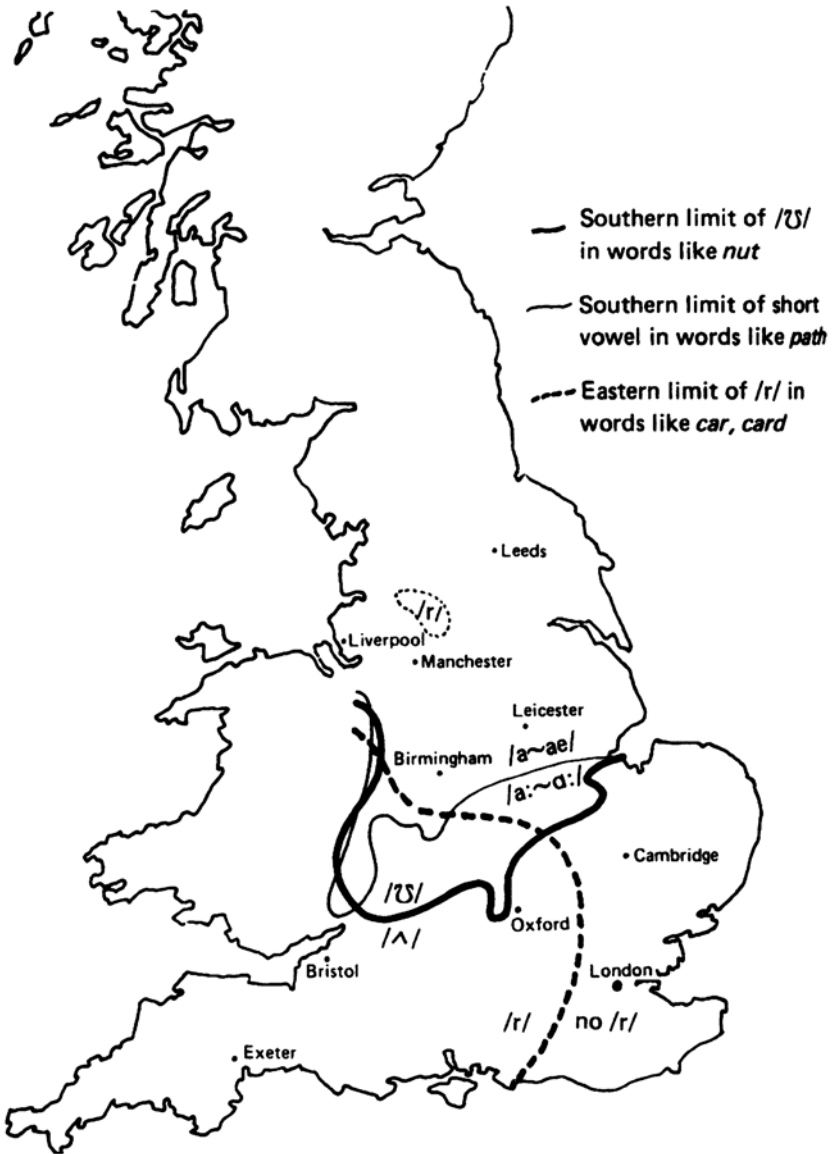 Southern limit of /ʊ/
in words like nut
Southern limit of short
vowel in words like path
Eastern limit of /r/ in
words like car, card
Leeds
/r/
Liverpool
Manchester
Leicester
/a~ae/
Birmingham
/a:~ɑ:/
Cambridge
/ʊ/
Oxford
/ʌ/
Bristol
London
/r/
no /r/
Exeter